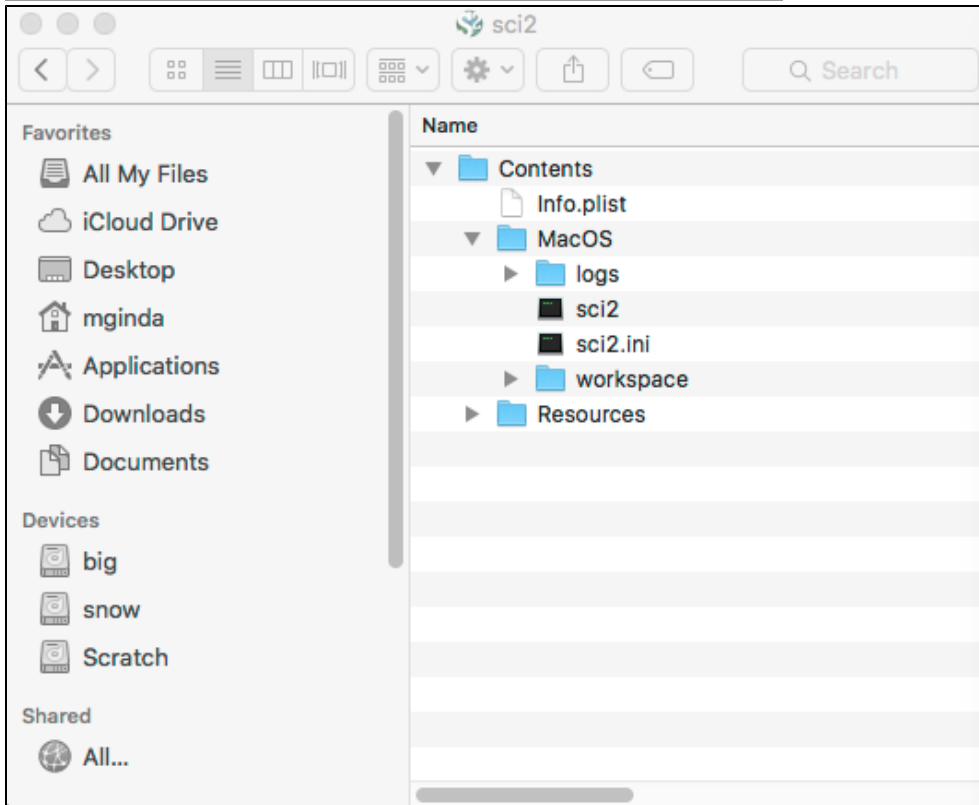 sci2
Search
Favorites
All My Files
iCloud Drive
Desktop
mginda
Applications
Downloads
Documents
Devices
big
snow
Scratch
Shared
All...
Name
Contents
Info.plist
MacOS
logs
sci2
sci2.ini
workspace
Resources